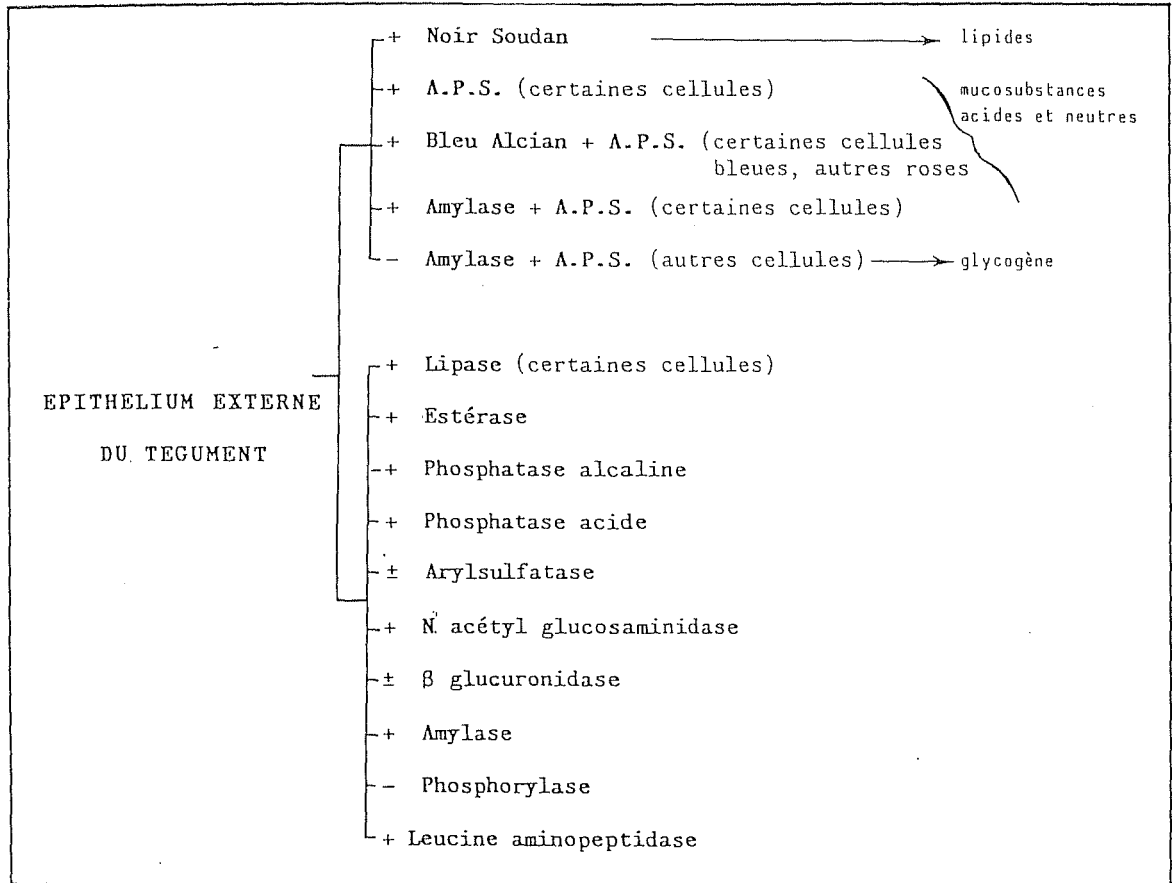 + Noir Soudan → lipides
+ A.P.S. (certaines cellules)
mucosubstances
acides et neutres
+ Bleu Alcian + A.P.S. (certaines cellules
bleues, autres roses
+ Amylase + A.P.S. (certaines cellules)
- Amylase + A.P.S. (autres cellules) → glycogène
EPITHELIUM EXTERNE
DU TEGUMENT
+ Lipase (certaines cellules)
+ Estérase
+ Phosphatase alcaline
+ Phosphatase acide
± Arylsulfatase
+ N. acétyl glucosaminidase
± β glucuronidase
+ Amylase
- Phosphorylase
+ Leucine aminopeptidase